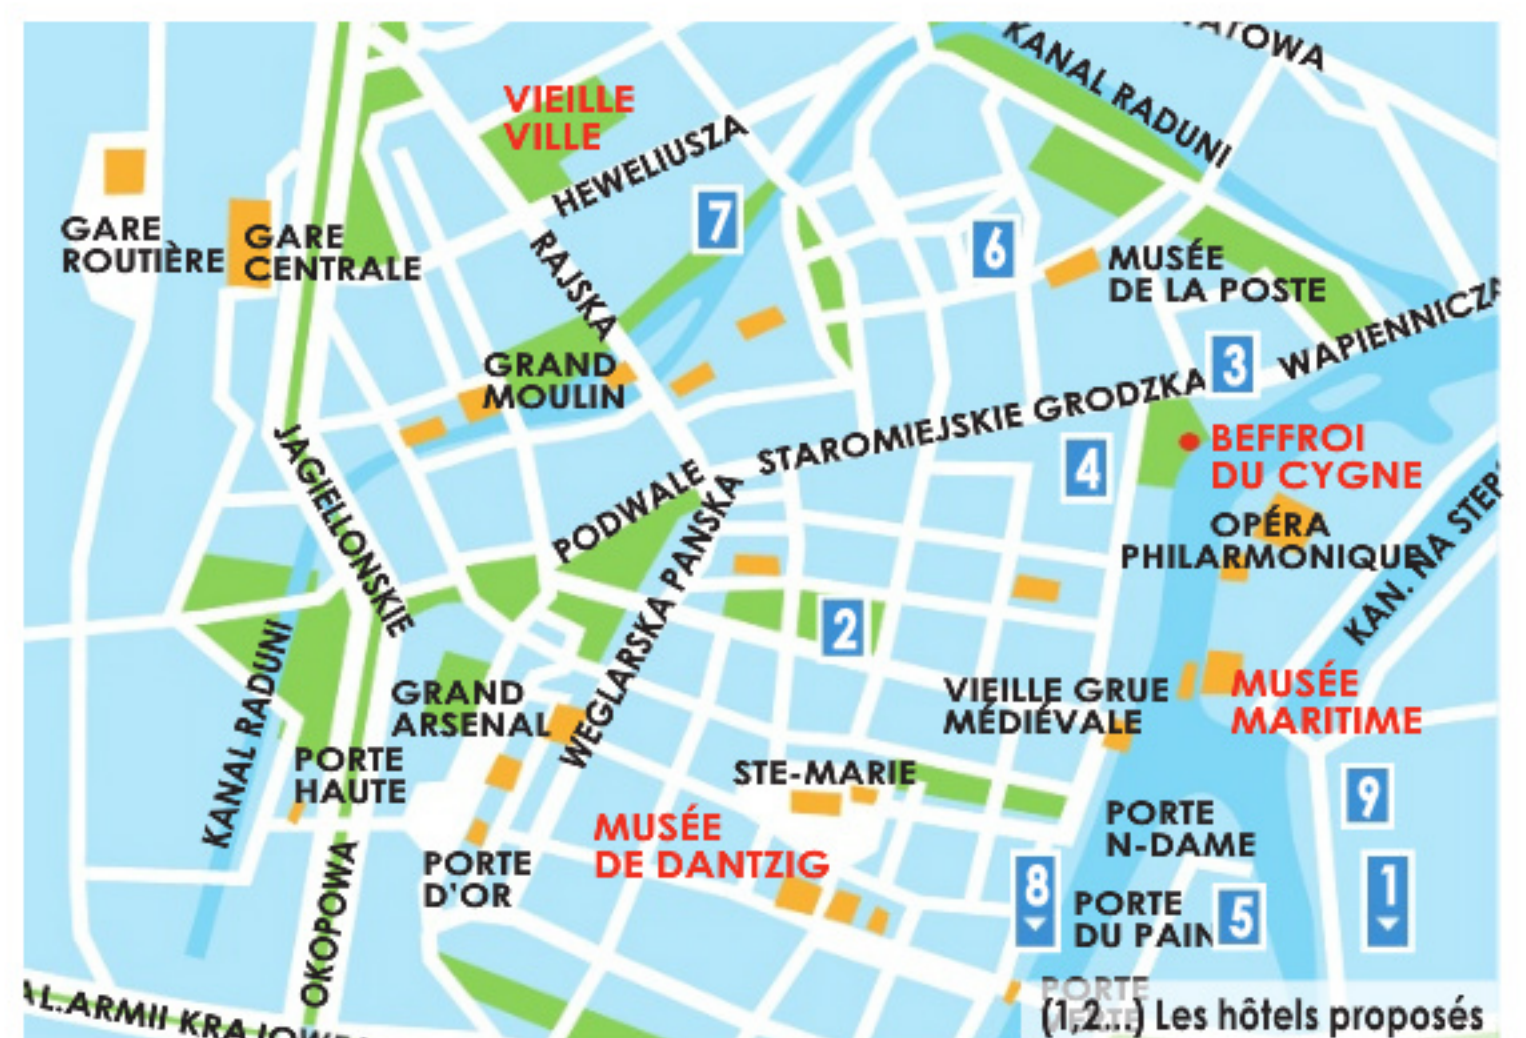 KANAL RADUNI
VIEILLE
VILLE
HEWELIUSZA
7
6
GARE
ROUTIÈRE
GARE
CENTRALE
RAJSKA
MUSÉE
DE LA POSTE
GRAND
MOULIN
3
WAPIENNICZA
STAROMIEJSKIE GRODZKA
JAGIELLONSKIE
PODWALE
4
BEFFROI
DU CYGNE
OPÉRA
PHILARMONIQUE
KAN. NA STEP
WEGLARSKA PANSKA
2
KANAL RADUNI
GRAND
ARSENAL
VIEILLE GRUE
MÉDIÉVALE
MUSÉE
MARITIME
PORTE
HAUTE
STE-MARIE
9
MUSÉE
DE DANTZIG
PORTE
N-DAME
PORTE
D'OR
8
PORTE
DU PAIN
5
1
OKOPOWA
AL.ARMII KRAJOWE
PORTE
(1,2...) Les hôtels proposés